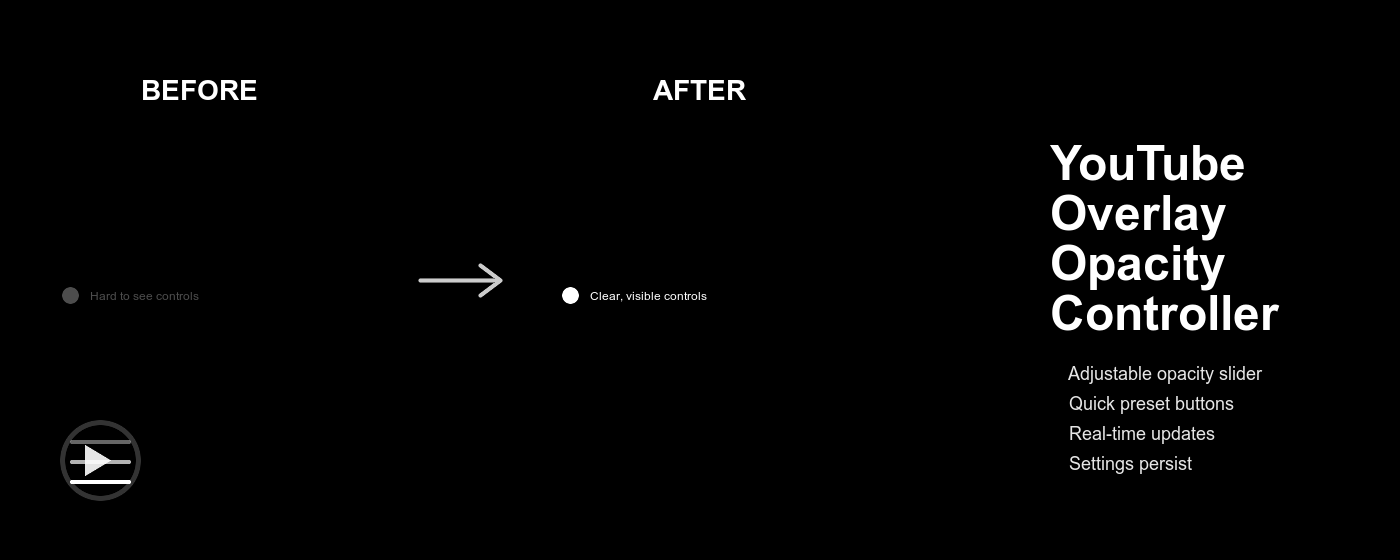 BEFORE
AFTER
Hard to see controls
Clear, visible controls
YouTube
Overlay
Opacity
Controller
Adjustable opacity slider
Quick preset buttons
Real-time updates
Settings persist